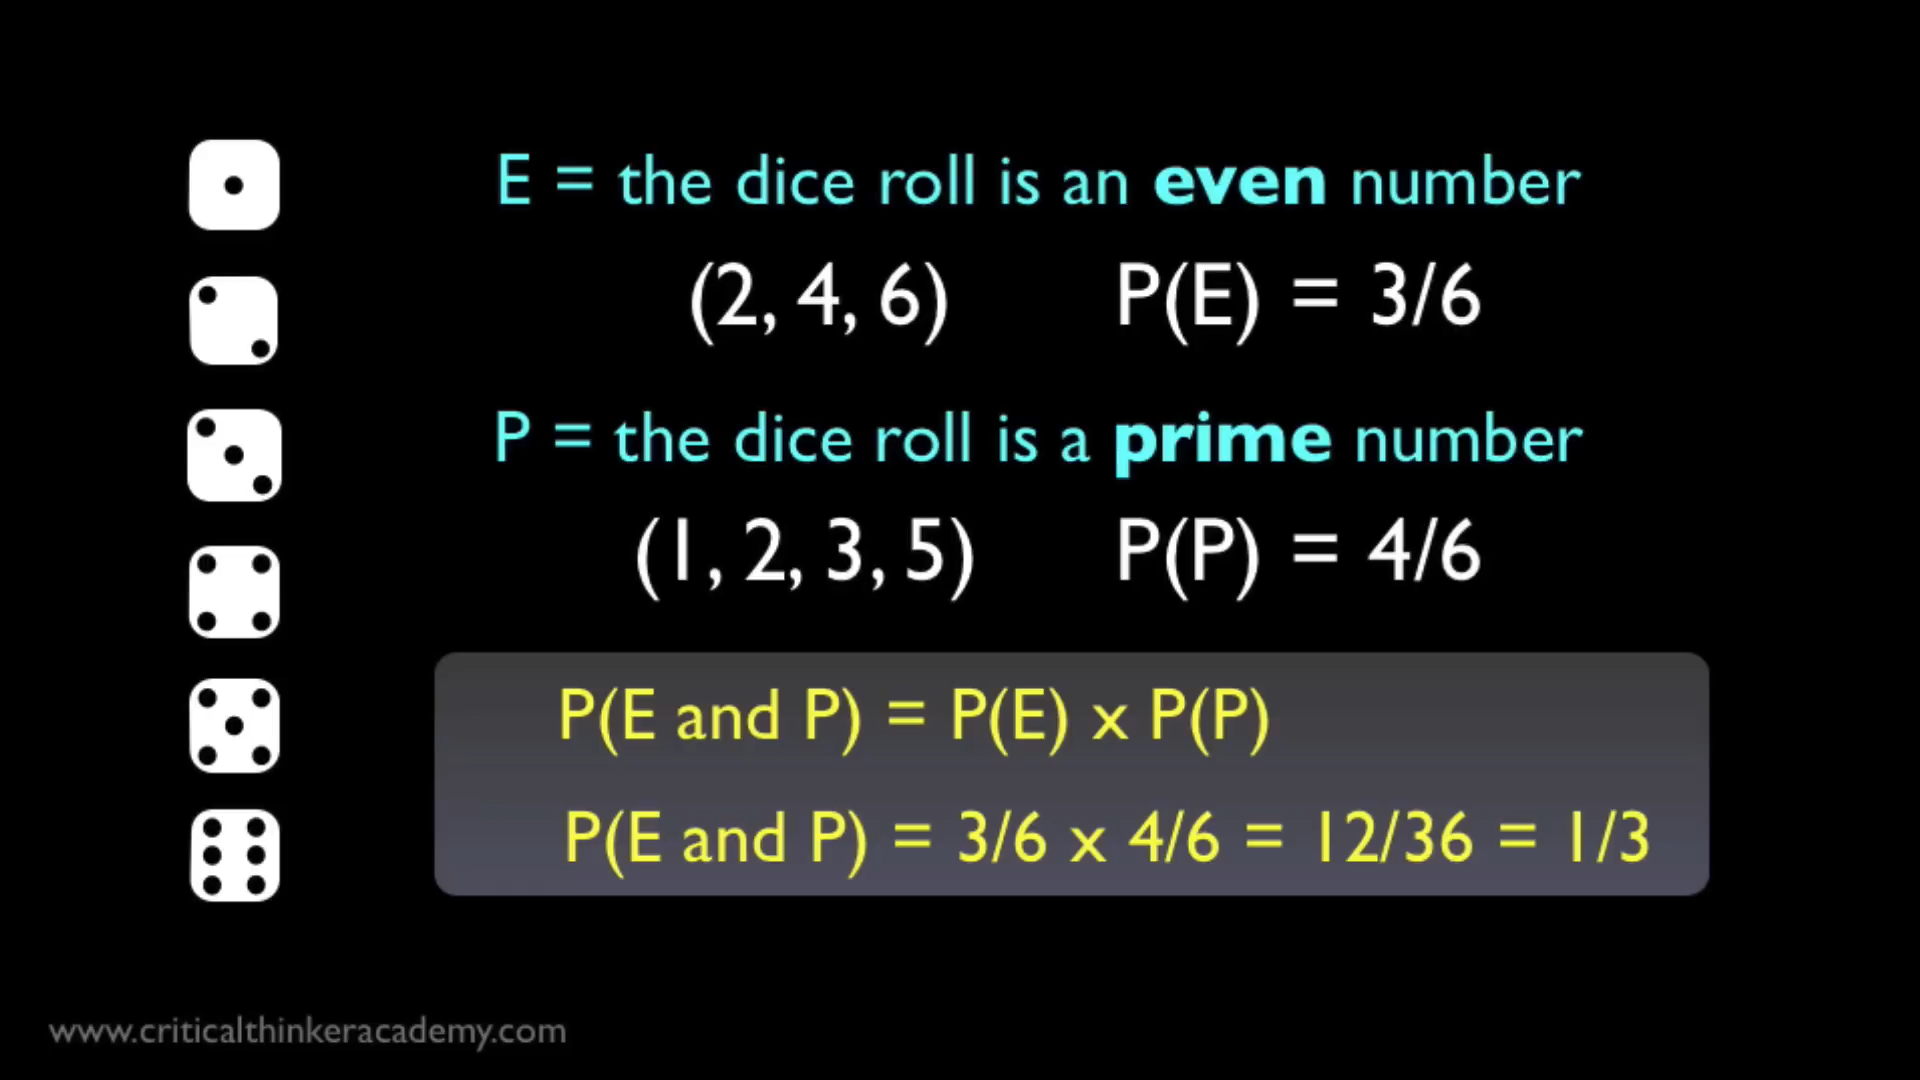 E = the dice roll is an even number
(2, 4, 6) P(E) = 3/6
P = the dice roll is a prime number
(1, 2, 3, 5) P(P) = 4/6
P(E and P) = P(E) x P(P)
P(E and P) = 3/6 x 4/6 = 12/36 = 1/3
www.criticalthinkeracademy.com